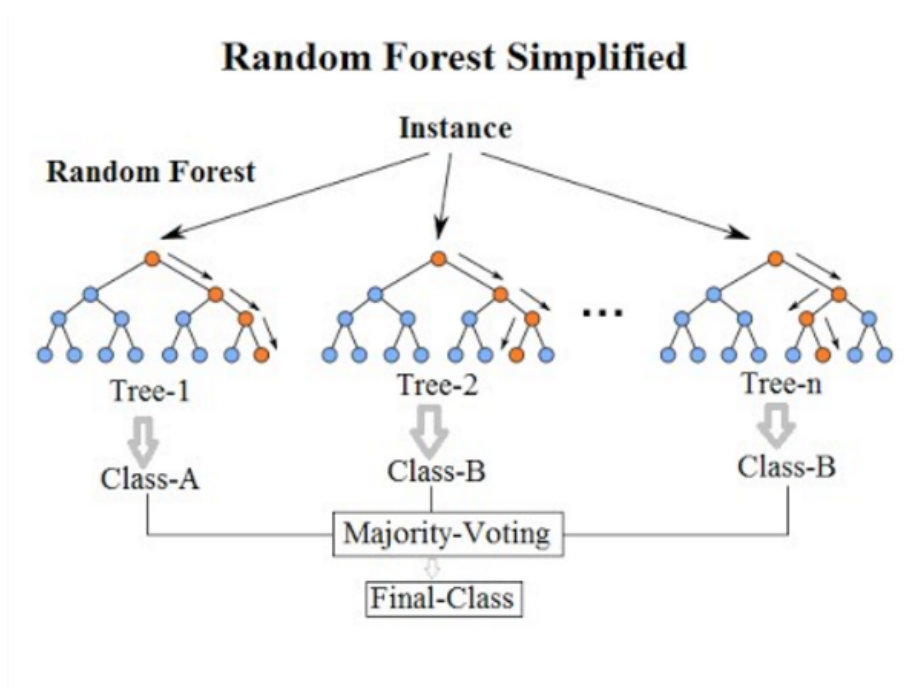 Random Forest Simplified
Instance
Random Forest
...
Tree-1
Tree-2
Tree-n
Class-A
Class-B
Class-B
Majority-Voting
Final-Class